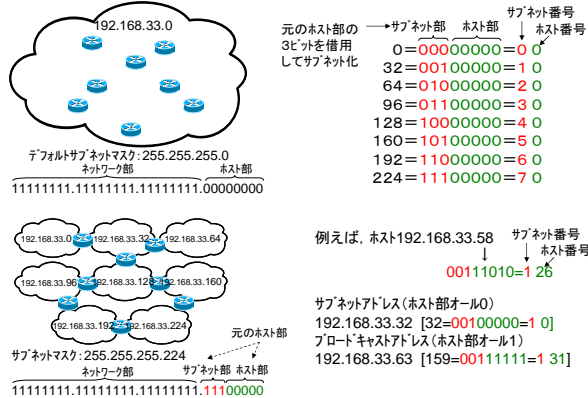 192.168.33.0
デフォルトサブネットマスク：255.255.255.0
ネットワーク部 ホスト部
11111111.11111111.11111111.00000000
元のホスト部の
3ビットを借用
してサブネット化
サブネット部 ホスト部
サブネット番号
ホスト番号
0＝00000000＝0 0
32＝00100000＝1 0
64＝01000000＝2 0
96＝01100000＝3 0
128＝10000000＝4 0
160＝10100000＝5 0
192＝11000000＝6 0
224＝11100000＝7 0
192.168.33.0 192.168.33.32 192.168.33.64
192.168.33.96 192.168.33.128 192.168.33.160
192.168.33.192 192.168.33.224
サブネットマスク：255.255.255.224
元のホスト部
ネットワーク部 サブネット部 ホスト部
11111111.11111111.11111111.11100000
例えば，ホスト192.168.33.58
サブネット番号
ホスト番号
00111010=1 26
サブネットアドレス（ホスト部オール0）
192.168.33.32 [32=00100000=1 0]
ブロードキャストアドレス（ホスト部オール1）
192.168.33.63 [159=00111111=1 31]